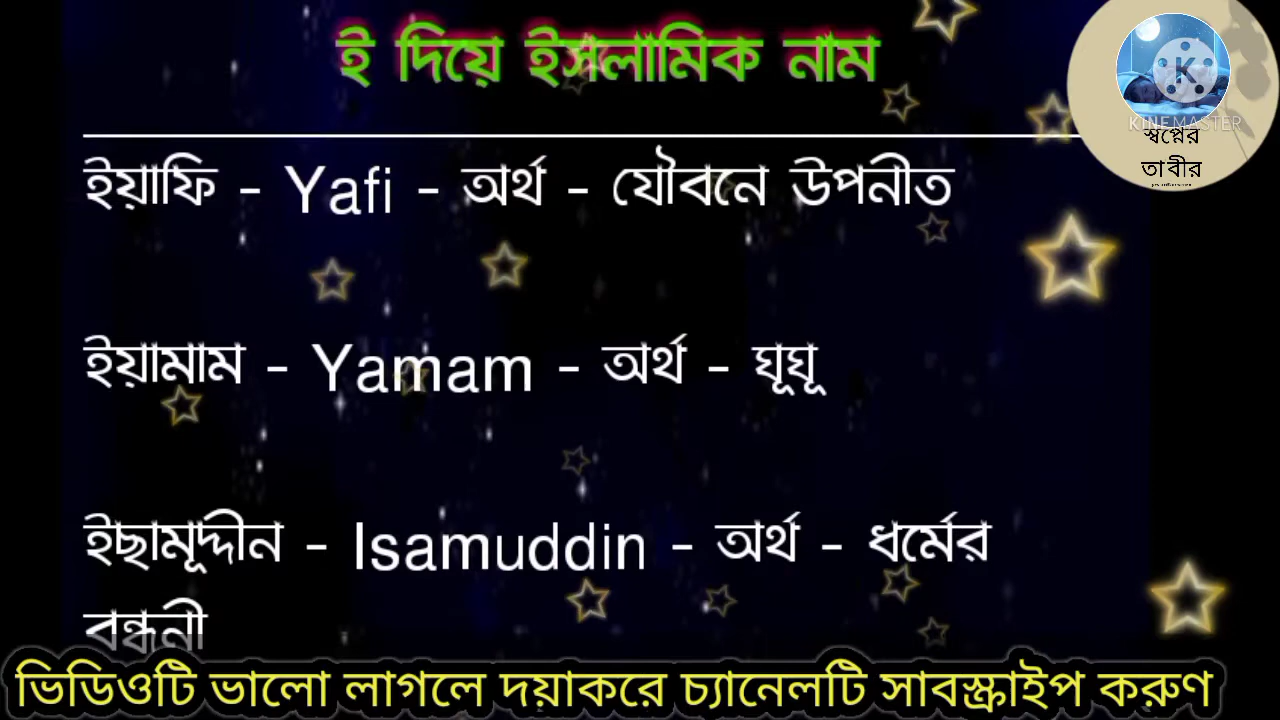 ই দিয়ে ইসলামিক নাম
KINEMASTER
স্বপ্নের
তাবীর
ইয়াফি - Yafi - অর্থ - যৌবনে উপনীত
ইয়ামাম - Yamam - অর্থ - ঘূঘূ
ইছামূদ্দীন - Isamuddin - অর্থ - ধর্মের
বন্ধনী
ভিডিওটি ভালো লাগলে দয়াকরে চ্যানেলটি সাবস্ক্রাইপ করুণ